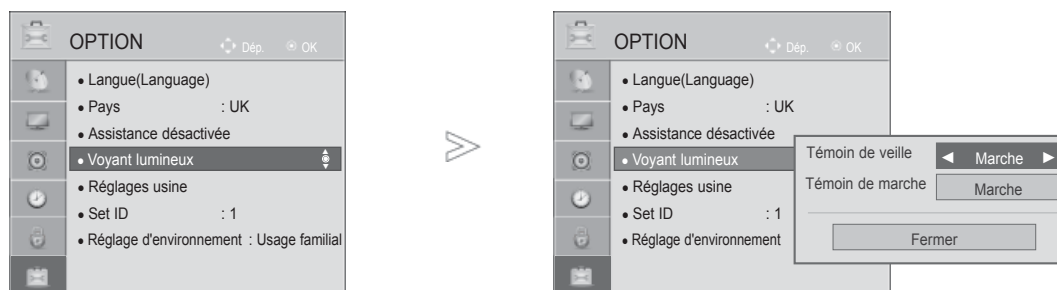 OPTION
Dép. OK
• Langue(Language)
• Pays : UK
• Assistance désactivée
• Voyant lumineux
• Réglages usine
• Set ID : 1
• Réglage d'environnement : Usage familial
OPTION
Dép. OK
• Langue(Language)
• Pays : UK
• Assistance désactivée
• Voyant lumineux
• Réglages usine
• Set ID : 1
• Réglage d'environnement
Témoin de veille ◀ Marche ▶
Témoin de marche Marche
Fermer